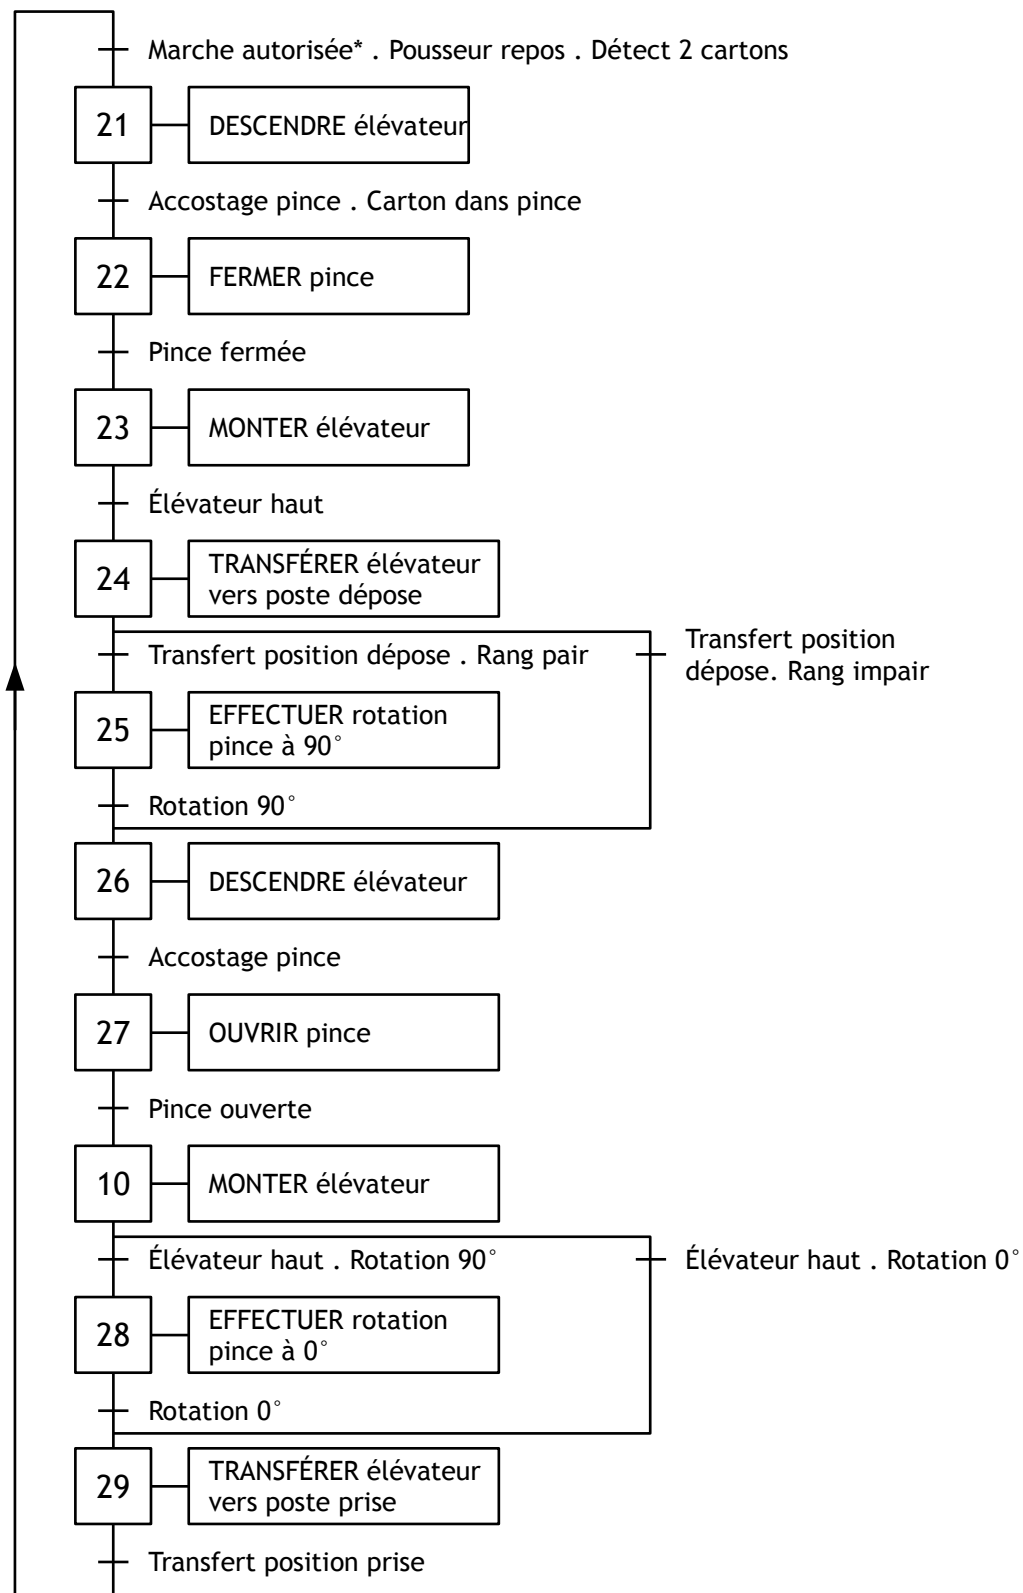 Marche autorisée* . Pousseur repos . Détect 2 cartons
21
DESCENDRE élévateur
Accostage pince . Carton dans pince
22
FERMER pince
Pince fermée
23
MONTER élévateur
Élévateur haut
24
TRANSFÉRER élévateur
vers poste dépose
Transfert position dépose . Rang pair
Transfert position
dépose. Rang impair
25
EFFECTUER rotation
pince à 90°
Rotation 90°
26
DESCENDRE élévateur
Accostage pince
27
OUVRIR pince
Pince ouverte
10
MONTER élévateur
Élévateur haut . Rotation 90°
Élévateur haut . Rotation 0°
28
EFFECTUER rotation
pince à 0°
Rotation 0°
29
TRANSFÉRER élévateur
vers poste prise
Transfert position prise